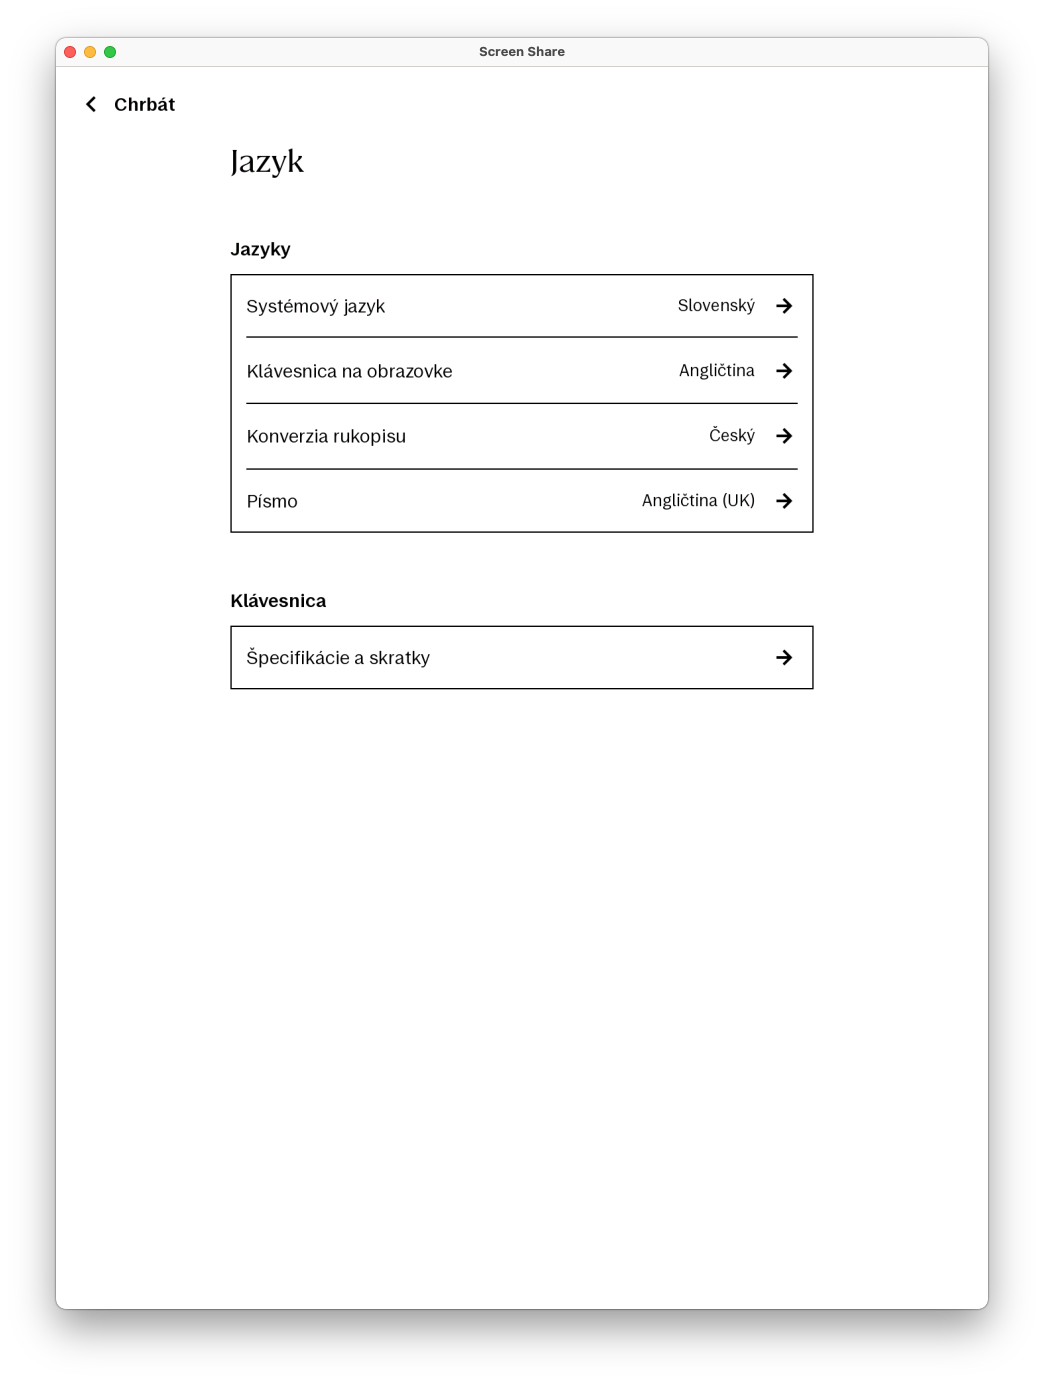 Screen Share
Chrbát
Jazyk
Jazyky
Systémový jazyk Slovenský
Klávesnica na obrazovke Angličtina
Konverzia rukopisu Český
Písmo Angličtina (UK)
Klávesnica
Špecifikácie a skratky